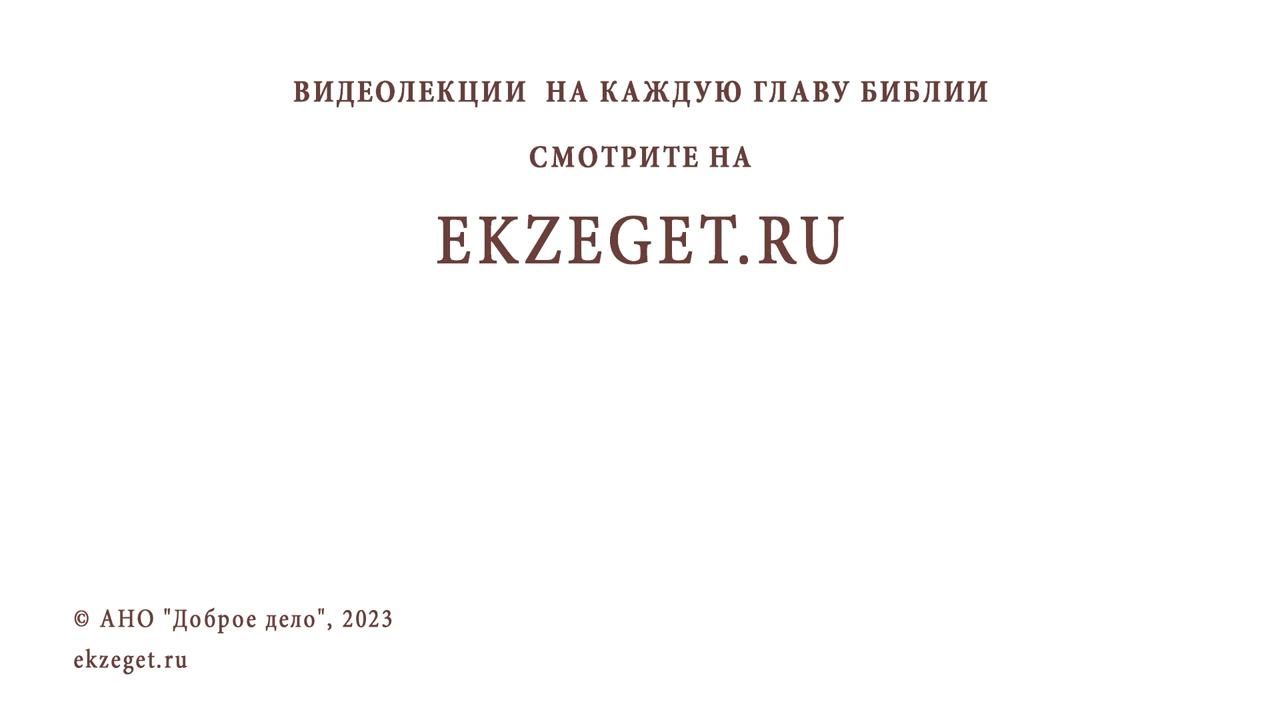 ВИДЕОЛЕКЦИИ НА КАЖДУЮ ГЛАВУ БИБЛИИ
СМОТРИТЕ НА
EKZEGET.RU
© АНО "Доброе дело", 2023
ekzeget.ru